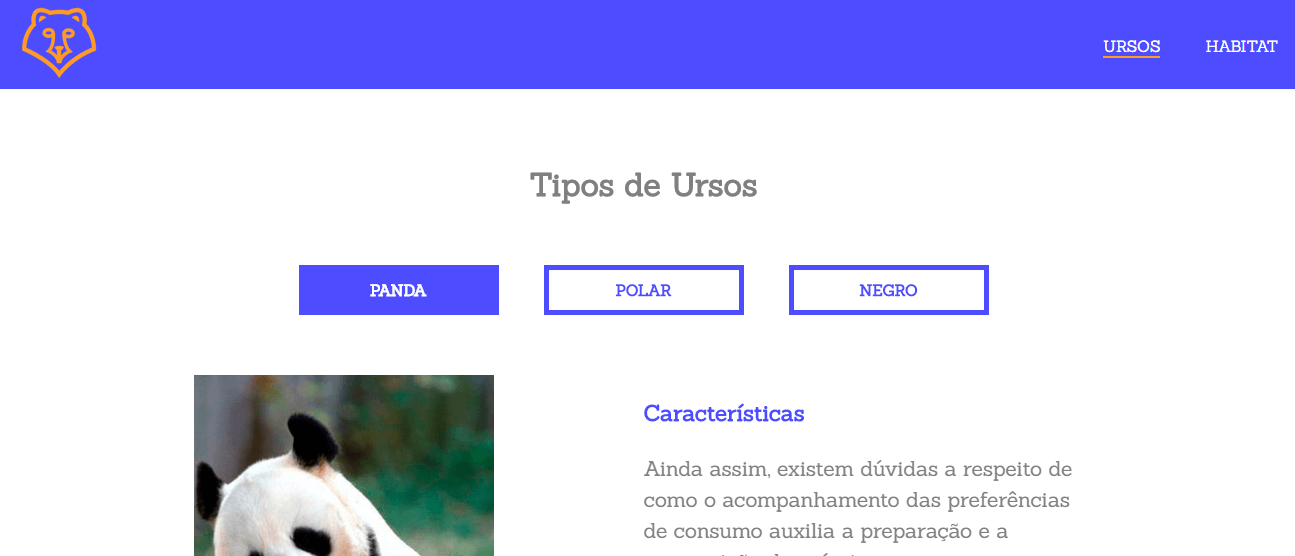 URSOS
HABITAT
Tipos de Ursos
PANDA
POLAR
NEGRO
Características
Ainda assim, existem dúvidas a respeito de
como o acompanhamento das preferências
de consumo auxilia a preparação e a